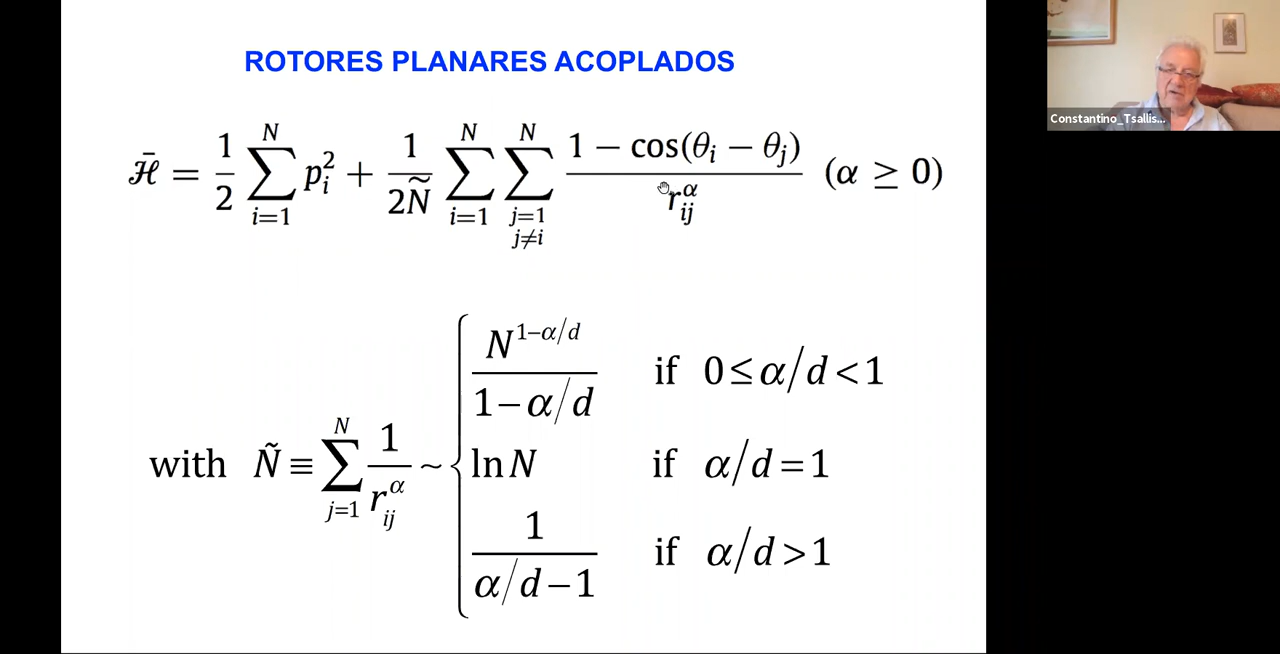 ROTORES PLANARES ACOPLADOS
Constantino_Tsallis...
ℋ̄ = 1/2 ∑_{i=1}^{N} p_i^2 + 1/(2Ñ) ∑_{i=1}^{N} ∑_{j=1, j≠i}^{N} (1 − cos(θ_i − θ_j))/r_{ij}^α (α ≥ 0)
with Ñ ≡ ∑_{j=1}^{N} 1/r_{ij}^α ~ {
N^{1−α/d}/(1−α/d) if 0≤α/d<1
ln N if α/d=1
1/(α/d−1) if α/d>1